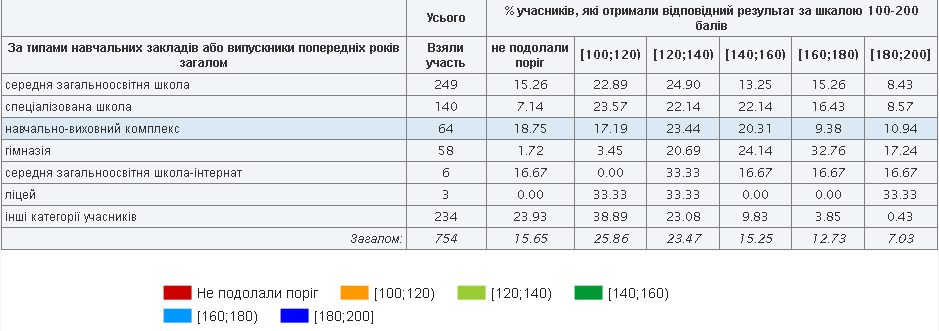 Усього % учасників, які отримали відповідний результат за шкалою 100-200 балів
За типами навчальних закладів або випускники попередніх років загалом Взяли участь не подолали поріг [100;120) [120;140) [140;160) [160;180) [180;200]
середня загальноосвітня школа 249 15.26 22.89 24.90 13.25 15.26 8.43
спеціалізована школа 140 7.14 23.57 22.14 22.14 16.43 8.57
навчально-виховний комплекс 64 18.75 17.19 23.44 20.31 9.38 10.94
гімназія 58 1.72 3.45 20.69 24.14 32.76 17.24
середня загальноосвітня школа-інтернат 6 16.67 0.00 33.33 16.67 16.67 16.67
ліцей 3 0.00 33.33 33.33 0.00 0.00 33.33
інші категорії учасників 234 23.93 38.89 23.08 9.83 3.85 0.43
Загалом: 754 15.65 25.86 23.47 15.25 12.73 7.03
Не подолали поріг [100;120) [120;140) [140;160)
[160;180) [180;200]